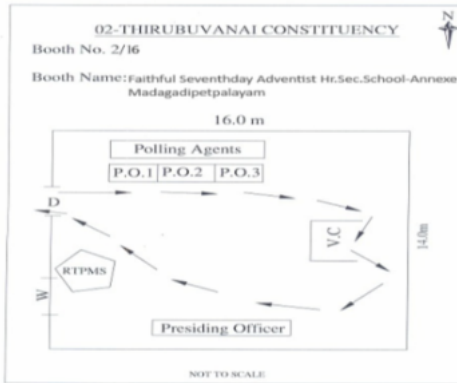 02-THIRUBUVANAI CONSTITUENCY
N
Booth No. 2/16
Booth Name:Faithful Seventhday Adventist Hr.Sec.School-Annexe
Madagadipetpalayam
16.0 m
Polling Agents
P.O.1 P.O.2 P.O.3
D
V.C
14.0m
RTPMS
W
Presiding Officer
NOT TO SCALE